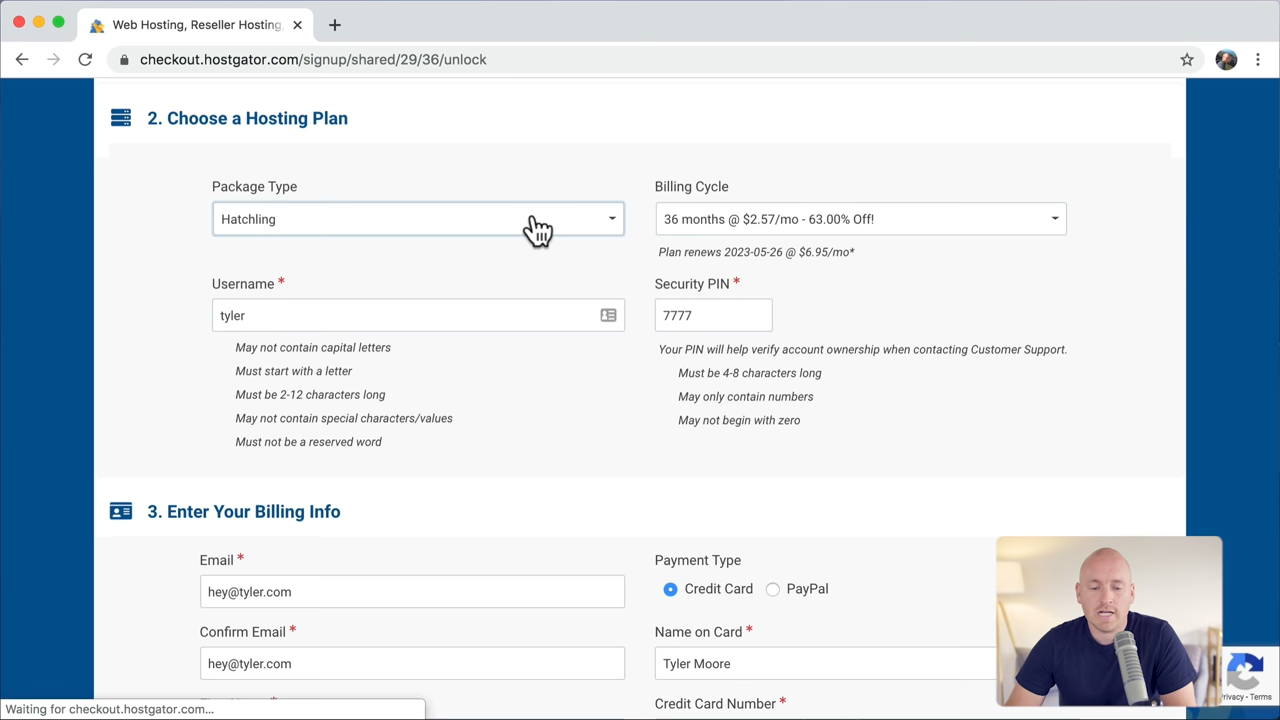 Web Hosting, Reseller Hosting,
checkout.hostgator.com/signup/shared/29/36/unlock
2. Choose a Hosting Plan
Package Type
Billing Cycle
Hatchling
36 months @ $2.57/mo - 63.00% Off!
Plan renews 2023-05-26 @ $6.95/mo*
Username *
Security PIN *
tyler
7777
May not contain capital letters
Must start with a letter
Must be 2-12 characters long
May not contain special characters/values
Must not be a reserved word
Your PIN will help verify account ownership when contacting Customer Support.
Must be 4-8 characters long
May only contain numbers
May not begin with zero
3. Enter Your Billing Info
Email *
Payment Type
hey@tyler.com
Credit Card
PayPal
Confirm Email *
Name on Card *
hey@tyler.com
Tyler Moore
Credit Card Number *
Privacy - Terms
Waiting for checkout.hostgator.com...